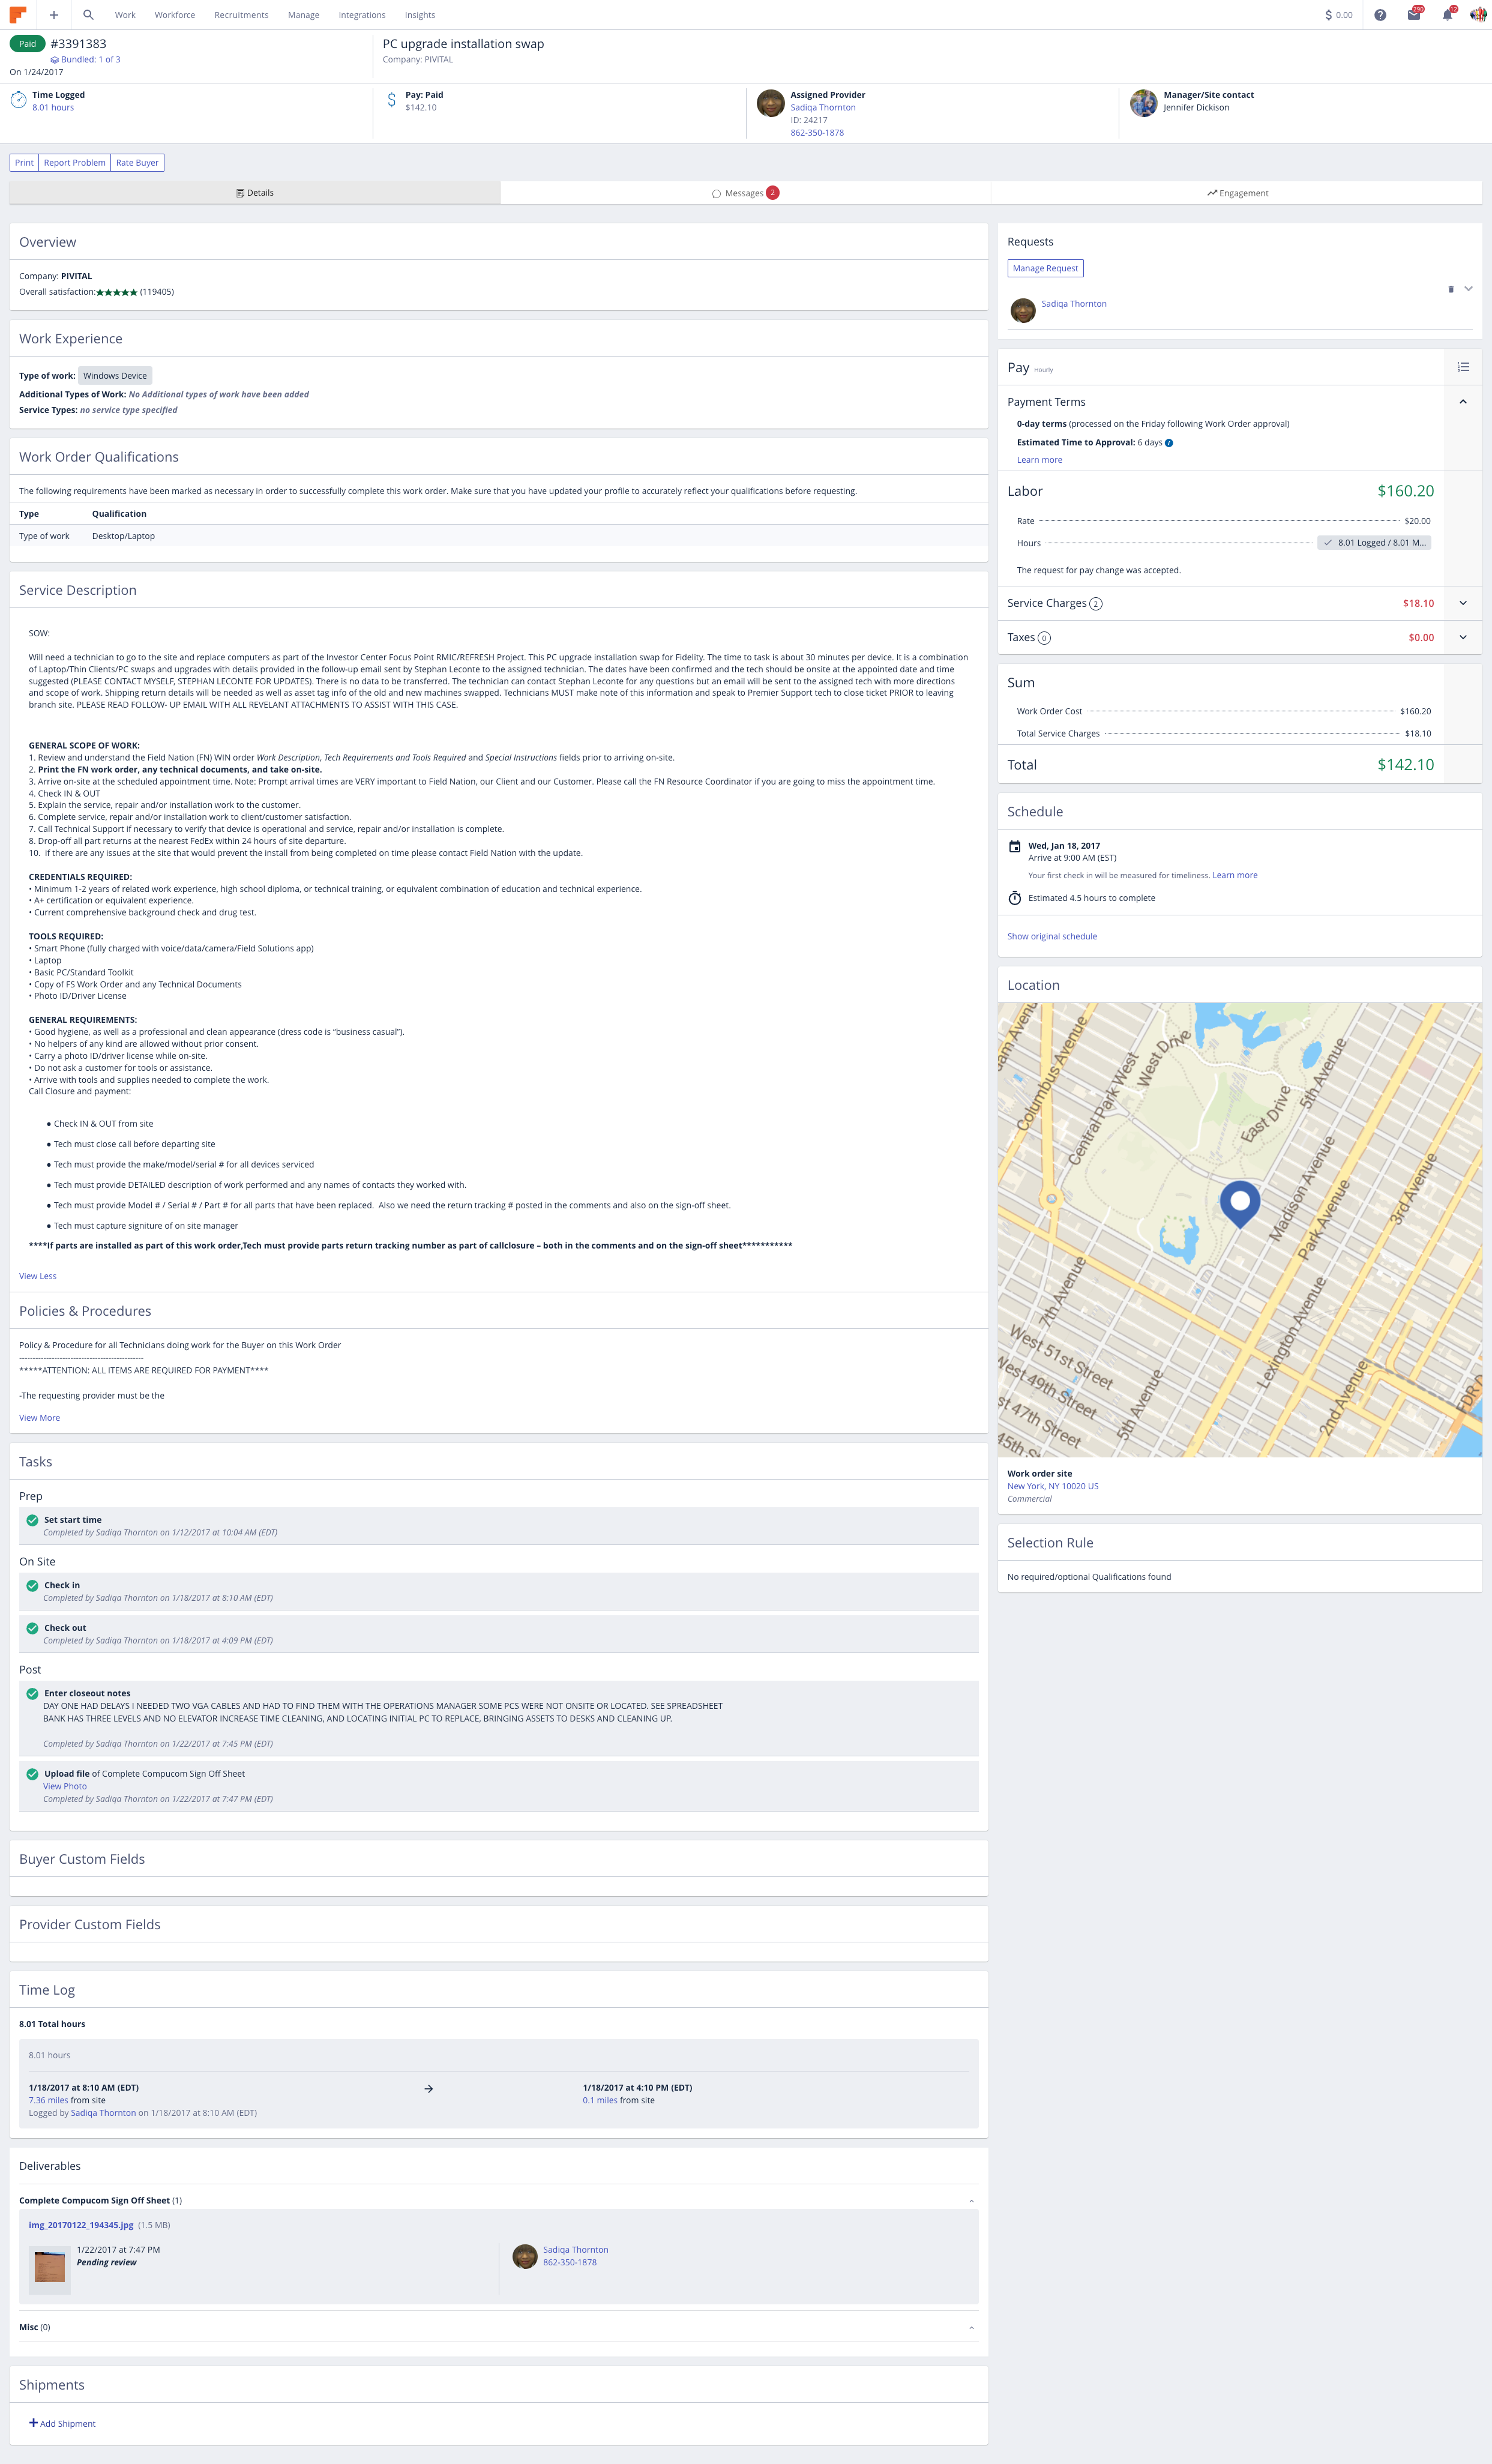 Work Workforce Recruitments Manage Integrations Insights
0.00
290
12
Paid #3391383
Bundled: 1 of 3
On 1/24/2017
PC upgrade installation swap
Company: PIVITAL
Time Logged
8.01 hours
Pay: Paid
$142.10
Assigned Provider
Sadiqa Thornton
ID: 24217
862-350-1878
Manager/Site contact
Jennifer Dickison
Print Report Problem Rate Buyer
Details
Messages 2
Engagement
Overview
Company: PIVITAL
Overall satisfaction:★★★★★ (119405)
Work Experience
Type of work: Windows Device
Additional Types of Work: No Additional types of work have been added
Service Types: no service type specified
Work Order Qualifications
The following requirements have been marked as necessary in order to successfully complete this work order. Make sure that you have updated your profile to accurately reflect your qualifications before requesting.
Type Qualification
Type of work Desktop/Laptop
Service Description
SOW:
Will need a technician to go to the site and replace computers as part of the Investor Center Focus Point RMIC/REFRESH Project. This PC upgrade installation swap for Fidelity. The time to task is about 30 minutes per device. It is a combination
of Laptop/Thin Clients/PC swaps and upgrades with details provided in the follow-up email sent by Stephan Leconte to the assigned technician. The dates have been confirmed and the tech should be onsite at the appointed date and time
suggested (PLEASE CONTACT MYSELF, STEPHAN LECONTE FOR UPDATES). There is no data to be transferred. The technician can contact Stephan Leconte for any questions but an email will be sent to the assigned tech with more directions
and scope of work. Shipping return details will be needed as well as asset tag info of the old and new machines swapped. Technicians MUST make note of this information and speak to Premier Support tech to close ticket PRIOR to leaving
branch site. PLEASE READ FOLLOW- UP EMAIL WITH ALL REVELANT ATTACHMENTS TO ASSIST WITH THIS CASE.
GENERAL SCOPE OF WORK:
1. Review and understand the Field Nation (FN) WIN order Work Description, Tech Requirements and Tools Required and Special Instructions fields prior to arriving on-site.
2. Print the FN work order, any technical documents, and take on-site.
3. Arrive on-site at the scheduled appointment time. Note: Prompt arrival times are VERY important to Field Nation, our Client and our Customer. Please call the FN Resource Coordinator if you are going to miss the appointment time.
4. Check IN & OUT
5. Explain the service, repair and/or installation work to the customer.
6. Complete service, repair and/or installation work to client/customer satisfaction.
7. Call Technical Support if necessary to verify that device is operational and service, repair and/or installation is complete.
8. Drop-off all part returns at the nearest FedEx within 24 hours of site departure.
10. if there are any issues at the site that would prevent the install from being completed on time please contact Field Nation with the update.
CREDENTIALS REQUIRED:
• Minimum 1-2 years of related work experience, high school diploma, or technical training, or equivalent combination of education and technical experience.
• A+ certification or equivalent experience.
• Current comprehensive background check and drug test.
TOOLS REQUIRED:
• Smart Phone (fully charged with voice/data/camera/Field Solutions app)
• Laptop
• Basic PC/Standard Toolkit
• Copy of FS Work Order and any Technical Documents
• Photo ID/Driver License
GENERAL REQUIREMENTS:
• Good hygiene, as well as a professional and clean appearance (dress code is “business casual”).
• No helpers of any kind are allowed without prior consent.
• Carry a photo ID/driver license while on-site.
• Do not ask a customer for tools or assistance.
• Arrive with tools and supplies needed to complete the work.
Call Closure and payment:
● Check IN & OUT from site
● Tech must close call before departing site
● Tech must provide the make/model/serial # for all devices serviced
● Tech must provide DETAILED description of work performed and any names of contacts they worked with.
● Tech must provide Model # / Serial # / Part # for all parts that have been replaced. Also we need the return tracking # posted in the comments and also on the sign-off sheet.
● Tech must capture signiture of on site manager
****If parts are installed as part of this work order,Tech must provide parts return tracking number as part of callclosure – both in the comments and on the sign-off sheet***********
View Less
Policies & Procedures
Policy & Procedure for all Technicians doing work for the Buyer on this Work Order
----------------------------------------------
*****ATTENTION: ALL ITEMS ARE REQUIRED FOR PAYMENT****
-The requesting provider must be the
View More
Tasks
Prep
Set start time
Completed by Sadiqa Thornton on 1/12/2017 at 10:04 AM (EDT)
On Site
Check in
Completed by Sadiqa Thornton on 1/18/2017 at 8:10 AM (EDT)
Check out
Completed by Sadiqa Thornton on 1/18/2017 at 4:09 PM (EDT)
Post
Enter closeout notes
DAY ONE HAD DELAYS I NEEDED TWO VGA CABLES AND HAD TO FIND THEM WITH THE OPERATIONS MANAGER SOME PCS WERE NOT ONSITE OR LOCATED. SEE SPREADSHEET
BANK HAS THREE LEVELS AND NO ELEVATOR INCREASE TIME CLEANING, AND LOCATING INITIAL PC TO REPLACE, BRINGING ASSETS TO DESKS AND CLEANING UP.
Completed by Sadiqa Thornton on 1/22/2017 at 7:45 PM (EDT)
Upload file of Complete Compucom Sign Off Sheet
View Photo
Completed by Sadiqa Thornton on 1/22/2017 at 7:47 PM (EDT)
Buyer Custom Fields
Provider Custom Fields
Time Log
8.01 Total hours
8.01 hours
1/18/2017 at 8:10 AM (EDT)
7.36 miles from site
Logged by Sadiqa Thornton on 1/18/2017 at 8:10 AM (EDT)
1/18/2017 at 4:10 PM (EDT)
0.1 miles from site
Deliverables
Complete Compucom Sign Off Sheet (1)
img_20170122_194345.jpg (1.5 MB)
1/22/2017 at 7:47 PM
Pending review
Sadiqa Thornton
862-350-1878
Misc (0)
Shipments
Add Shipment
Requests
Manage Request
Sadiqa Thornton
Pay Hourly
Payment Terms
0-day terms (processed on the Friday following Work Order approval)
Estimated Time to Approval: 6 days
Learn more
Labor $160.20
Rate $20.00
Hours 8.01 Logged / 8.01 M...
The request for pay change was accepted.
Service Charges 2 $18.10
Taxes 0 $0.00
Sum
Work Order Cost $160.20
Total Service Charges $18.10
Total $142.10
Schedule
Wed, Jan 18, 2017
Arrive at 9:00 AM (EST)
Your first check in will be measured for timeliness. Learn more
Estimated 4.5 hours to complete
Show original schedule
Location
Columbus Avenue
Central Park West
West Drive
East Drive
5th Avenue
Madison Avenue
Park Avenue
3rd Avenue
7th Avenue
Lexington Avenue
West 51st Street
West 49th Street
West 47th Street
45th St
5th Avenue
2nd Avenue
FDR
Work order site
New York, NY 10020 US
Commercial
Selection Rule
No required/optional Qualifications found